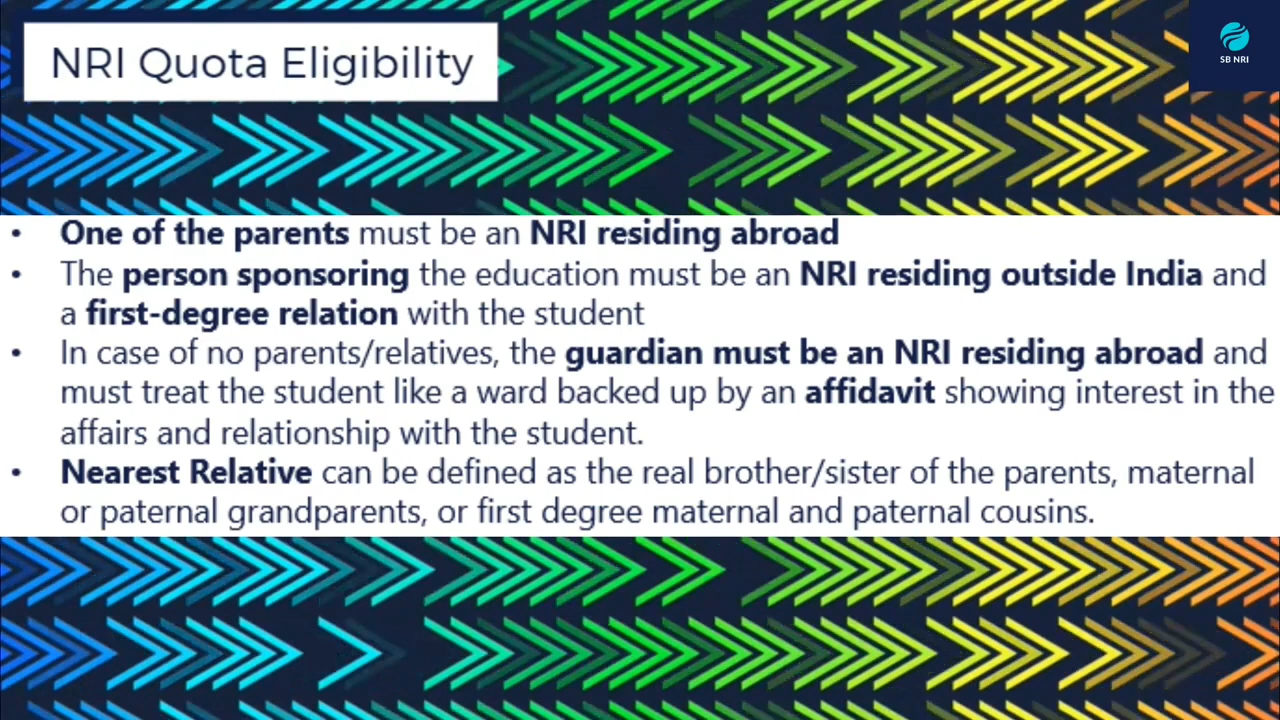 NRI Quota Eligibility
SB NRI
• One of the parents must be an NRI residing abroad
• The person sponsoring the education must be an NRI residing outside India and
a first-degree relation with the student
• In case of no parents/relatives, the guardian must be an NRI residing abroad and
must treat the student like a ward backed up by an affidavit showing interest in the
affairs and relationship with the student.
• Nearest Relative can be defined as the real brother/sister of the parents, maternal
or paternal grandparents, or first degree maternal and paternal cousins.